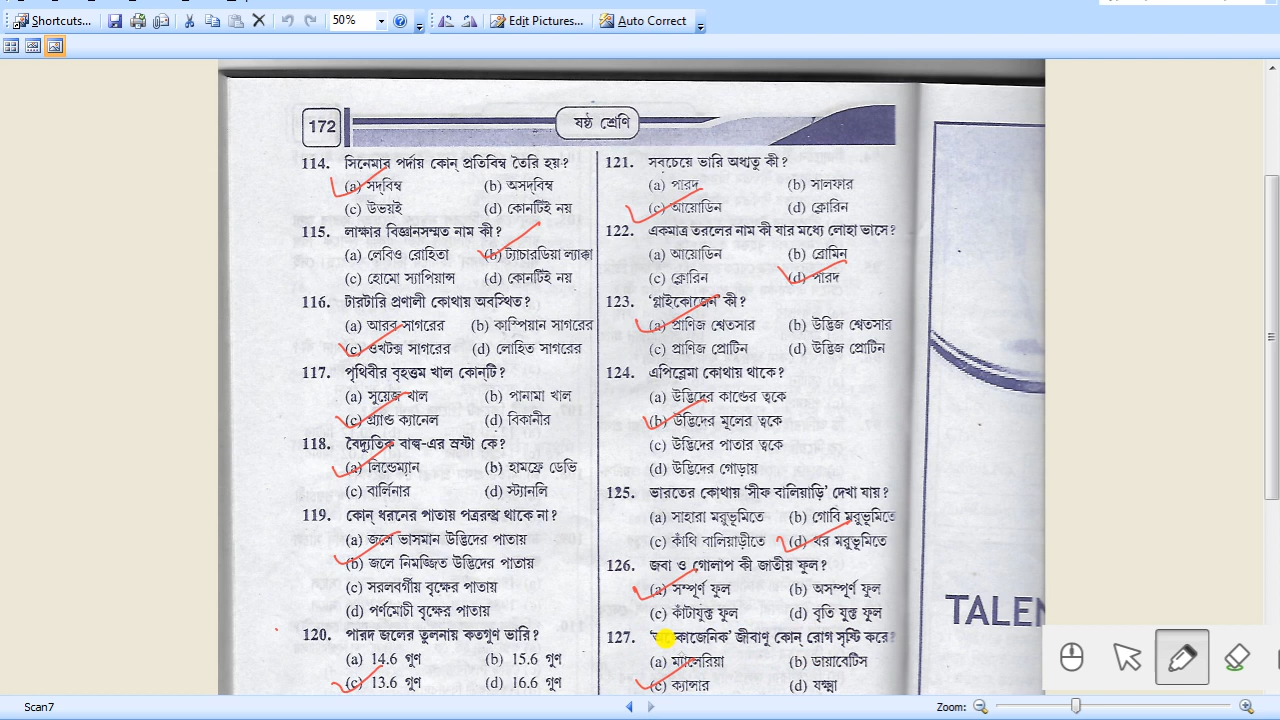 Shortcuts...
50%
Edit Pictures...
Auto Correct
172
ষষ্ঠ শ্রেণি
114. সিনেমার পর্দায় কোন্ প্রতিবিম্ব তৈরি হয়?
(a) সদ্‌বিম্ব (b) অসদ্‌বিম্ব
(c) উভয়ই (d) কোনটিই নয়
115. লাক্ষার বিজ্ঞানসম্মত নাম কী?
(a) লেবিও রোহিতা (b) ট্যাচারডিয়া ল্যাক্কা
(c) হোমো স্যাপিয়ান্স (d) কোনটিই নয়
116. টারটারি প্রণালী কোথায় অবস্থিত?
(a) আরব সাগরের (b) কাস্পিয়ান সাগরের
(c) ওখটস্ক সাগরের (d) লোহিত সাগরের
117. পৃথিবীর বৃহত্তম খাল কোন্‌টি?
(a) সুয়েজ খাল (b) পানামা খাল
(c) গ্র্যাণ্ড ক্যানেল (d) বিকানীর
118. বৈদ্যুতিক বাল্ব-এর স্রষ্টা কে?
(a) লিন্ডেম্যান (b) হামফ্রে ডেভি
(c) বার্লিনার (d) স্ট্যানলি
119. কোন্ ধরনের পাতায় পত্ররন্ধ্র থাকে না?
(a) জলে ভাসমান উদ্ভিদের পাতায়
(b) জলে নিমজ্জিত উদ্ভিদের পাতায়
(c) সরলবর্গীয় বৃক্ষের পাতায়
(d) পর্ণমোচী বৃক্ষের পাতায়
120. পারদ জলের তুলনায় কতগুণ ভারি?
(a) 14.6 গুণ (b) 15.6 গুণ
(c) 13.6 গুণ (d) 16.6 গুণ
121. সবচেয়ে ভারি অধাতু কী?
(a) পারদ (b) সালফার
(c) আয়োডিন (d) ক্লোরিন
122. একমাত্র তরলের নাম কী যার মধ্যে লোহা ভাসে?
(a) আয়োডিন (b) ব্রোমিন
(c) ক্লোরিন (d) পারদ
123. ‘গ্লাইকোজেন’ কী?
(a) প্রাণিজ শ্বেতসার (b) উদ্ভিজ শ্বেতসার
(c) প্রাণিজ প্রোটিন (d) উদ্ভিজ প্রোটিন
124. এপিব্লেমা কোথায় থাকে?
(a) উদ্ভিদের কান্ডের ত্বকে
(b) উদ্ভিদের মূলের ত্বকে
(c) উদ্ভিদের পাতার ত্বকে
(d) উদ্ভিদের গোড়ায়
125. ভারতের কোথায় ‘সীফ বালিয়াড়ি’ দেখা যায়?
(a) সাহারা মরুভূমিতে (b) গোবি মরুভূমিতে
(c) কাঁথি বালিয়াড়ীতে (d) থর মরুভূমিতে
126. জবা ও গোলাপ কী জাতীয় ফুল?
(a) সম্পূর্ণ ফুল (b) অসম্পূর্ণ ফুল
(c) কাঁটাযুক্ত ফুল (d) বৃতি যুক্ত ফুল
127. কাজেনিক’ জীবাণু কোন্ রোগ সৃষ্টি করে?
(a) ম্যালেরিয়া (b) ডায়াবেটিস
(c) ক্যান্সার (d) যক্ষ্মা
TALEN
Scan7
Zoom: